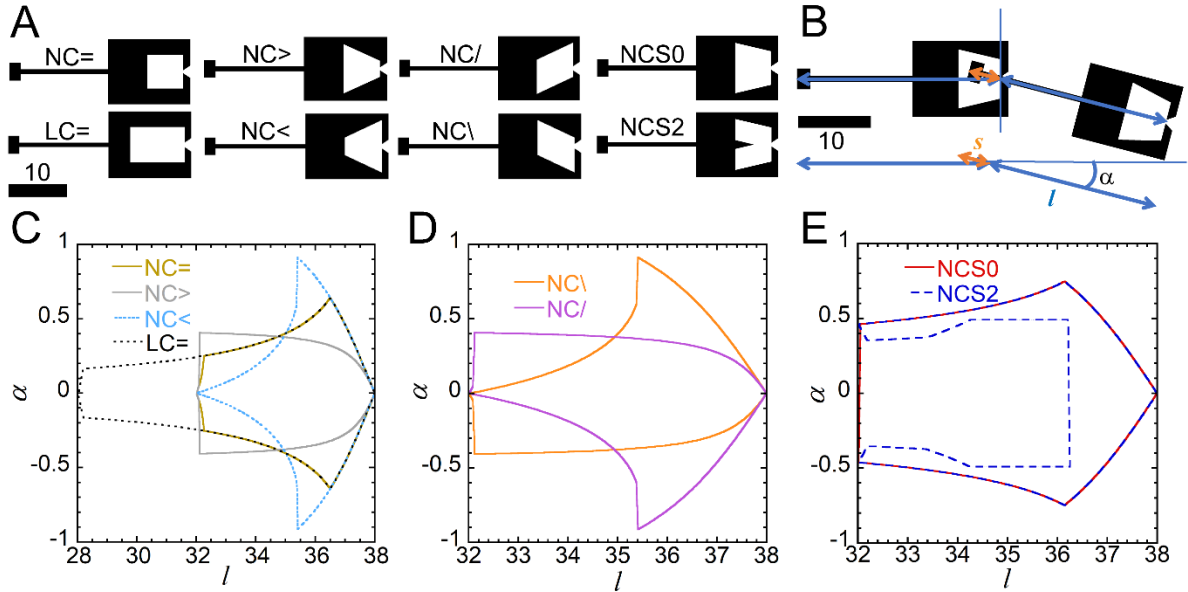 A
NC=
NC>
NC/
NCS0
LC=
NC<
NC\
NCS2
10
B
10
s
α
l
C
NC=
NC>
NC<
LC=
1
0.5
0
-0.5
-1
α
28 30 32 34 36 38
l
D
NC\
NC/
1
0.5
0
-0.5
-1
α
32 33 34 35 36 37 38
l
E
NCS0
NCS2
1
0.5
0
-0.5
-1
α
32 33 34 35 36 37 38
l